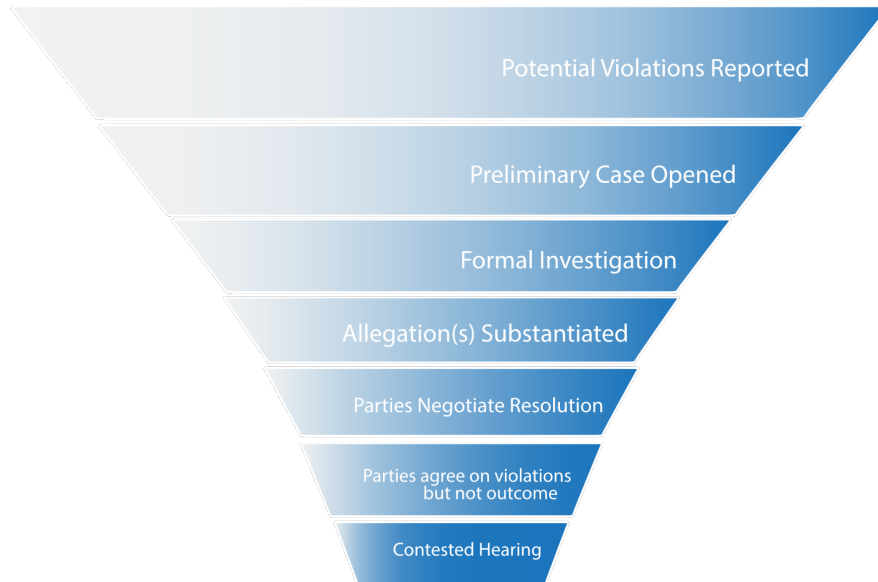 Potential Violations Reported
Preliminary Case Opened
Formal Investigation
Allegation(s) Substantiated
Parties Negotiate Resolution
Parties agree on violations
but not outcome
Contested Hearing